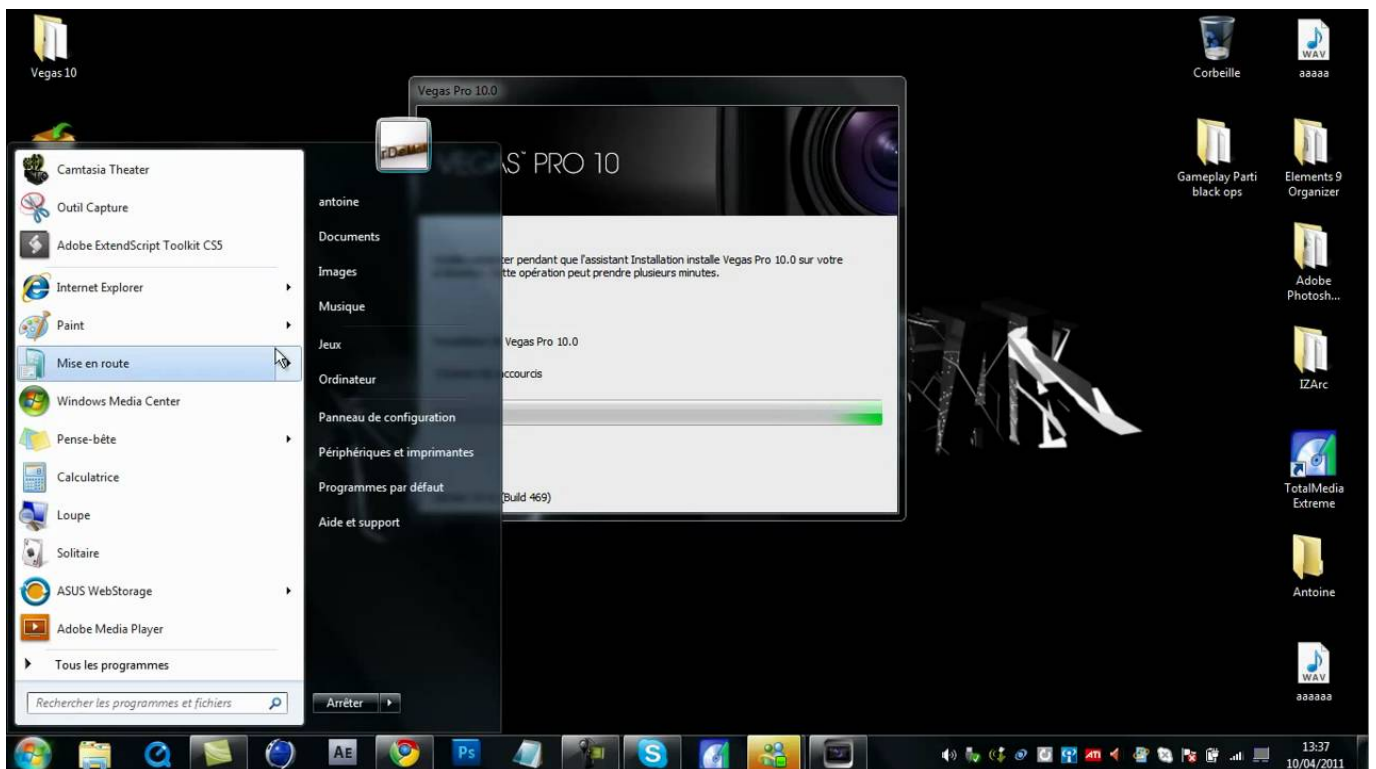 Vegas 10
Corbeille
WAV
aaaaa
Gameplay Parti
black ops
Elements 9
Organizer
Adobe
Photosh...
IZArc
TotalMedia
Extreme
Antoine
WAV
aaaaaa
Vegas Pro 10.0
PRO 10
pendant que l'assistant Installation installe Vegas Pro 10.0 sur votre
opération peut prendre plusieurs minutes.
Vegas Pro 10.0
(Build 469)
Camtasia Theater
Outil Capture
Adobe ExtendScript Toolkit CS5
Internet Explorer
Paint
Mise en route
Windows Media Center
Pense-bête
Calculatrice
Loupe
Solitaire
ASUS WebStorage
Adobe Media Player
Tous les programmes
Rechercher les programmes et fichiers
antoine
Documents
Images
Musique
Jeux
Ordinateur
Panneau de configuration
Périphériques et imprimantes
Programmes par défaut
Aide et support
Arrêter
AE
Ps
13:37
10/04/2011